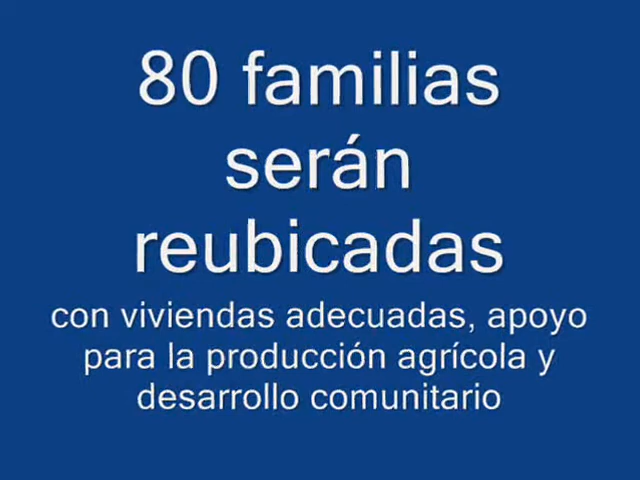 80 familias
serán
reubicadas
con viviendas adecuadas, apoyo
para la producción agrícola y
desarrollo comunitario